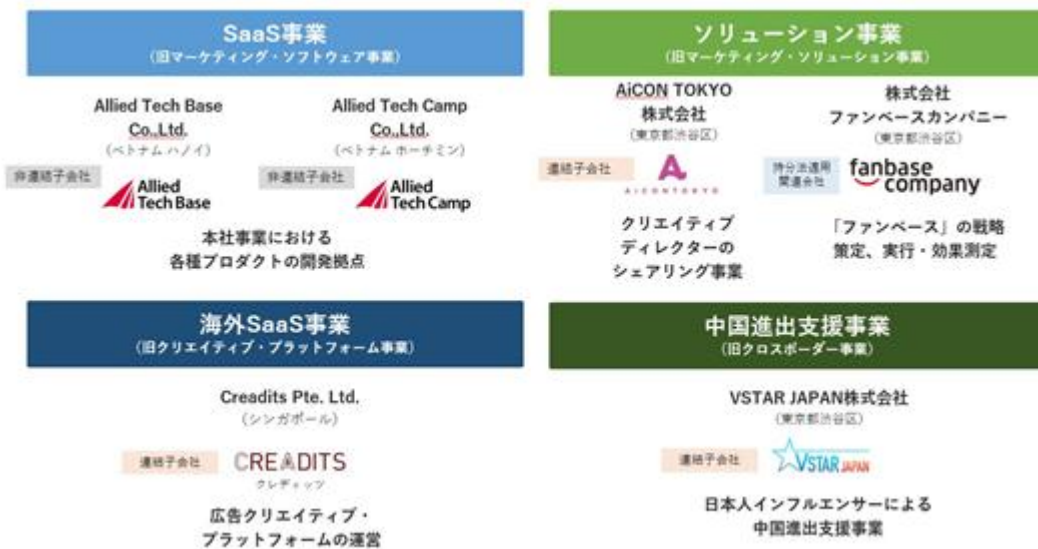 SaaS事業
(旧マーケティング・ソフトウェア事業)
Allied Tech Base
Co.,Ltd.
(ベトナム ハノイ)
非連結子会社
Allied
Tech Base
Allied Tech Camp
Co.,Ltd.
(ベトナム ホーチミン)
非連結子会社
Allied
Tech Camp
本社事業における
各種プロダクトの開発拠点
ソリューション事業
(旧マーケティング・ソリューション事業)
AiCON TOKYO
株式会社
(東京都渋谷区)
連結子会社
A
AICONTOKYO
クリエイティブ
ディレクターの
シェアリング事業
株式会社
ファンベースカンパニー
(東京都渋谷区)
持分法適用
関連会社
fanbase
company
「ファンベース」の戦略
策定、実行・効果測定
海外SaaS事業
(旧クリエイティブ・プラットフォーム事業)
Creadits Pte. Ltd.
(シンガポール)
連結子会社
CREADITS
クレディッツ
広告クリエイティブ・
プラットフォームの運営
中国進出支援事業
(旧クロスボーダー事業)
VSTAR JAPAN株式会社
(東京都渋谷区)
連結子会社
VSTAR JAPAN
日本人インフルエンサーによる
中国進出支援事業